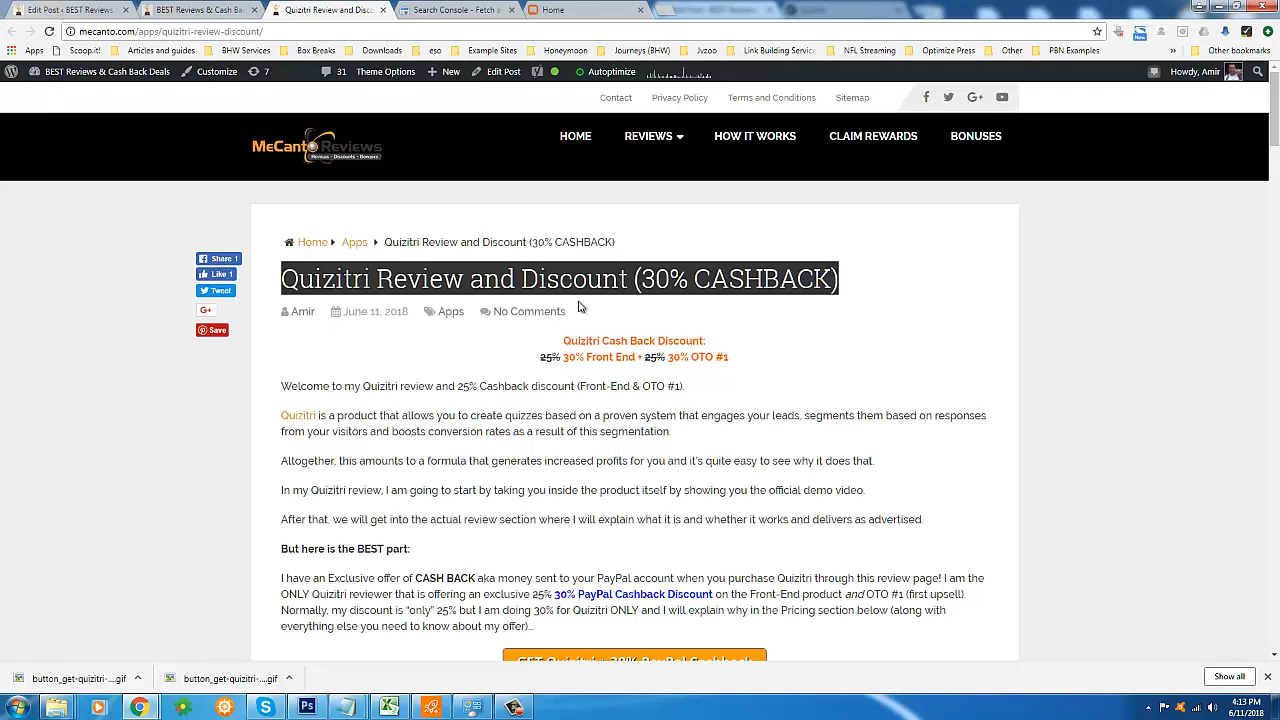 Edit Post ‹ BEST Reviews
BEST Reviews & Cash Ba
Quizitri Review and Disco
Search Console - Fetch as
Home
mecanto.com/apps/quizitri-review-discount/
New
Apps
Scoop.it!
Articles and guides
BHW Services
Box Breaks
Downloads
eso
Example Sites
Honeymoon
Journeys (BHW)
Jvzoo
Link Building Service
NFL Streaming
Optimize Press
Other
PBN Examples
»
Other bookmarks
BEST Reviews & Cash Back Deals
Customize
7
31
Theme Options
New
Edit Post
Autoptimize
Howdy, Amir
Contact
Privacy Policy
Terms and Conditions
Sitemap
MeCanto Reviews
Reviews - Discounts - Bonuses
HOME
REVIEWS
HOW IT WORKS
CLAIM REWARDS
BONUSES
Home
Apps
Quizitri Review and Discount (30% CASHBACK)
Share 1
Like 1
Tweet
G+
Save
Quizitri Review and Discount (30% CASHBACK)
Amir
June 11, 2018
Apps
No Comments
Quizitri Cash Back Discount:
25% 30% Front End + 25% 30% OTO #1
Welcome to my Quizitri review and 25% Cashback discount (Front-End & OTO #1).
Quizitri is a product that allows you to create quizzes based on a proven system that engages your leads, segments them based on responses
from your visitors and boosts conversion rates as a result of this segmentation.
Altogether, this amounts to a formula that generates increased profits for you and it's quite easy to see why it does that.
In my Quizitri review, I am going to start by taking you inside the product itself by showing you the official demo video.
After that, we will get into the actual review section where I will explain what it is and whether it works and delivers as advertised.
But here is the BEST part:
I have an Exclusive offer of CASH BACK aka money sent to your PayPal account when you purchase Quizitri through this review page! I am the
ONLY Quizitri reviewer that is offering an exclusive 25% 30% PayPal Cashback Discount on the Front-End product and OTO #1 (first upsell).
Normally, my discount is “only” 25% but I am doing 30% for Quizitri ONLY and I will explain why in the Pricing section below (along with
everything else you need to know about my offer)...
GET Quizitri + 30% PayPal Cashback
button_get-quizitri-....gif
button_get-quizitri-....gif
Show all
4:13 PM
6/11/2018